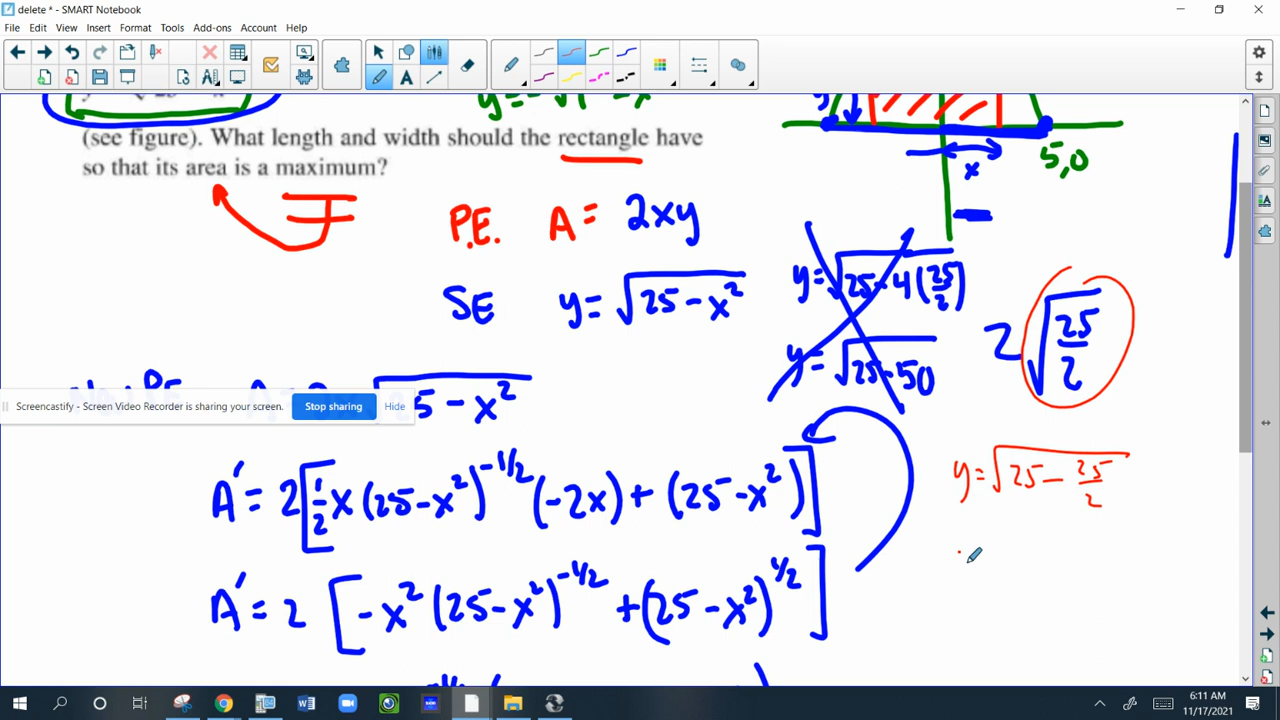 delete * - SMART Notebook
File Edit View Insert Format Tools Add-ons Account Help
(see figure). What length and width should the rectangle have
so that its area is a maximum?
5,0
x
P.E. A = 2xy
SE y = √25 - x²
y = √25 - 4(25/2)
y = √25 - 50
2√25/2
5 - x²
Screencastify - Screen Video Recorder is sharing your screen. Stop sharing Hide
y = √25 - 25/2
A' = 2[1/2 x (25 - x²)^-1/2 (-2x) + (25 - x²)]
A' = 2 [-x² (25 - x²)^-1/2 + (25 - x²)^1/2]
6:11 AM
11/17/2021